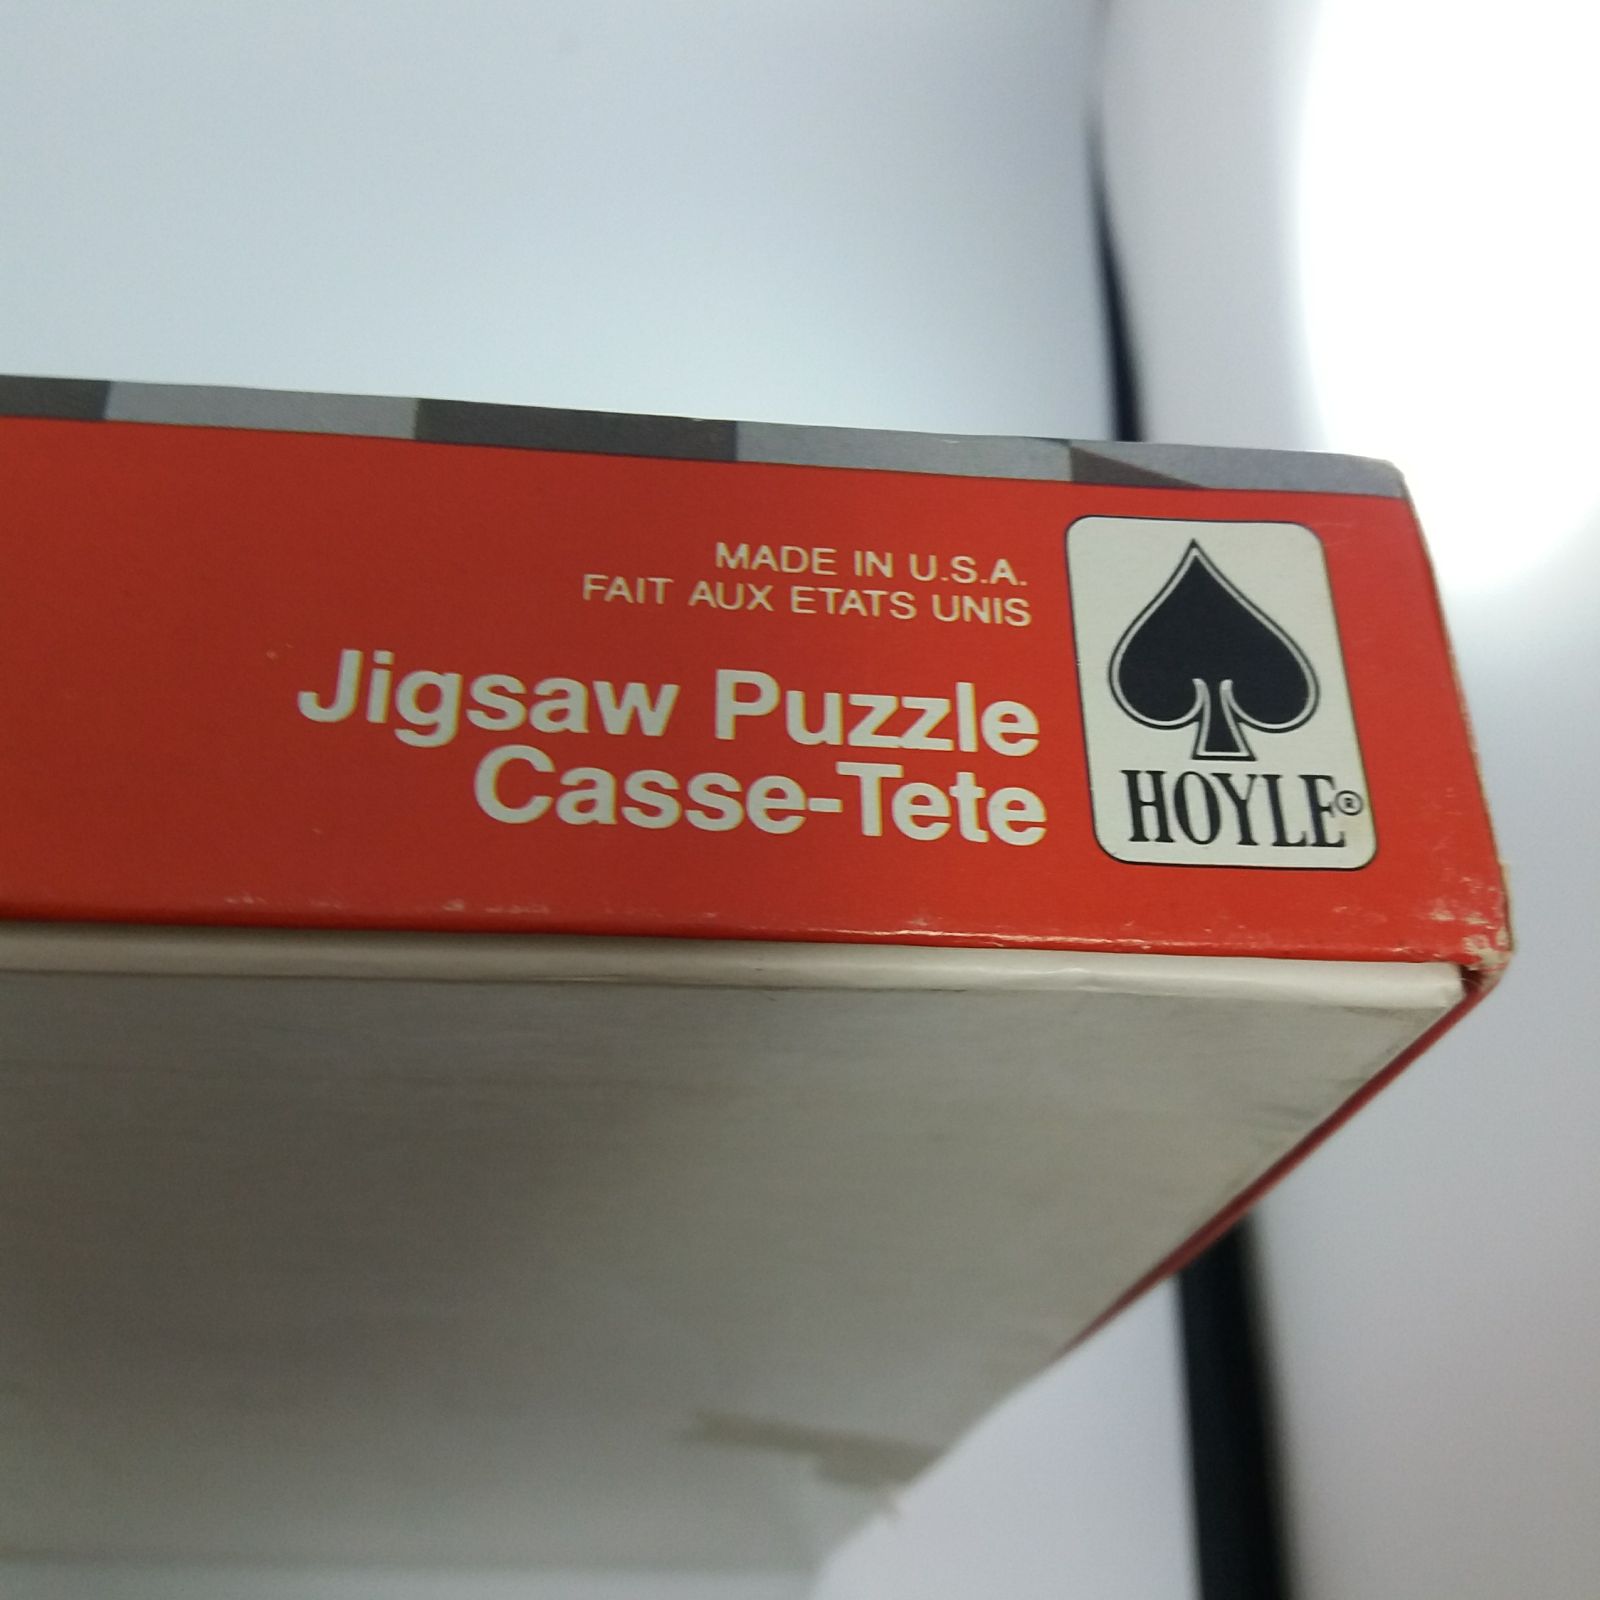 MADE IN U.S.A.
FAIT AUX ETATS UNIS
Jigsaw Puzzle
Casse-Tete
HOYLE®